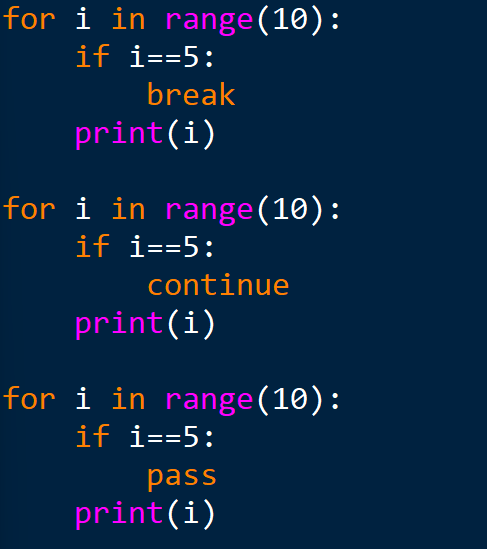 for i in range(10):
    if i==5:
        break
    print(i)

for i in range(10):
    if i==5:
        continue
    print(i)

for i in range(10):
    if i==5:
        pass
    print(i)